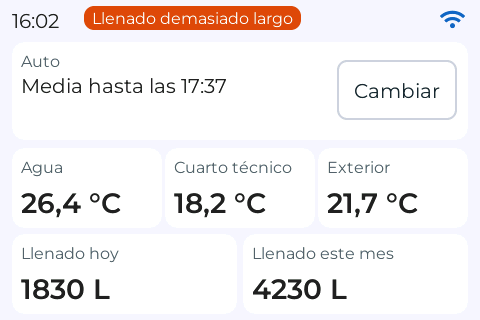 16:02 Llenado demasiado largo
Auto
Media hasta las 17:37
Cambiar
Agua Cuarto técnico Exterior
26,4 °C 18,2 °C 21,7 °C
Llenado hoy Llenado este mes
1830 L 4230 L